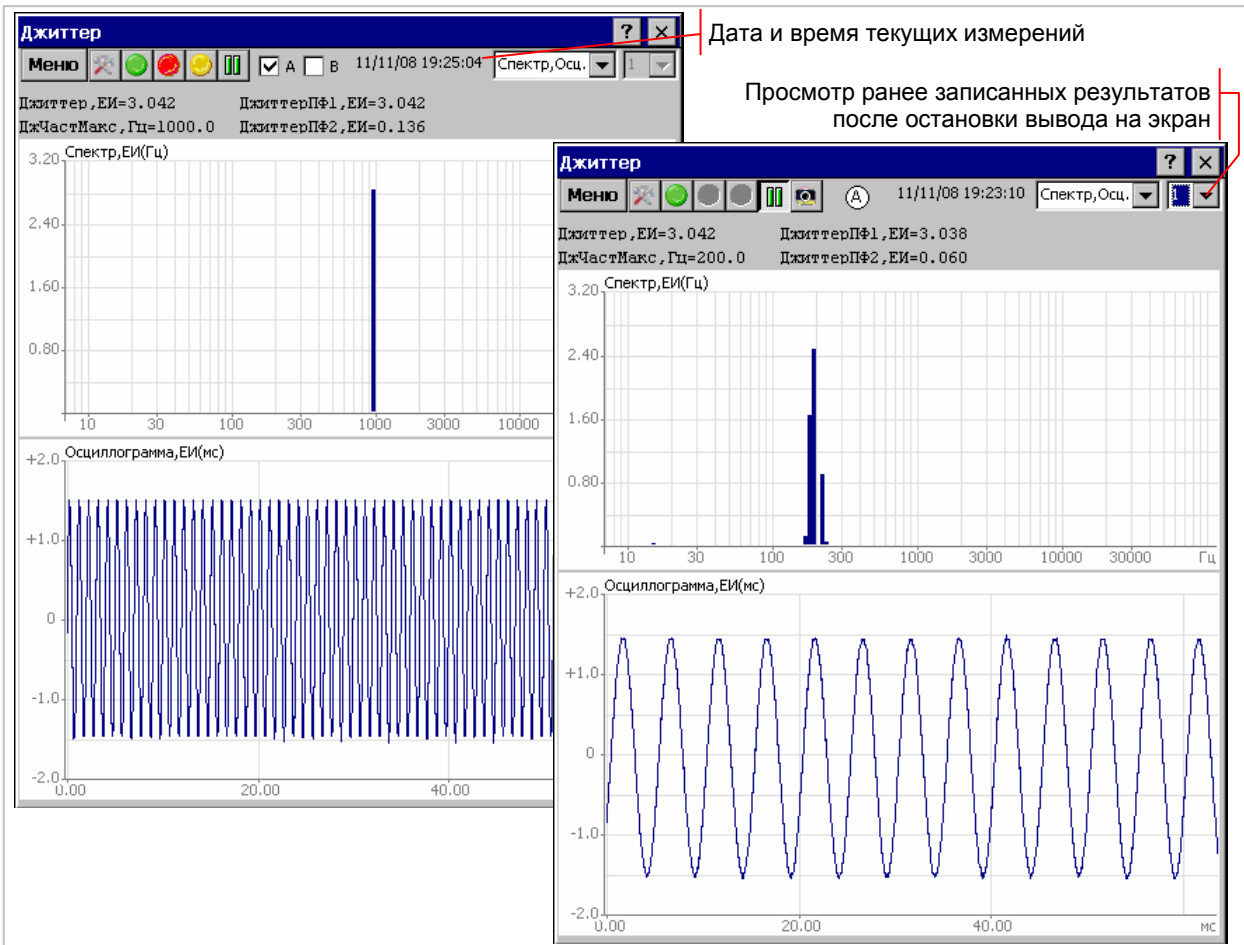 Джиттер
? ×
Дата и время текущих измерений
Меню A B 11/11/08 19:25:04 Спектр,Осц. 1
Джиттер,ЕИ=3.042 ДжиттерПФ1,ЕИ=3.042
ДжЧастМакс,Гц=1000.0 ДжиттерПФ2,ЕИ=0.136
Спектр,ЕИ(Гц)
3.20
2.40
1.60
0.80
10 30 100 300 1000 3000 10000
Осциллограмма,ЕИ(мс)
+2.0
+1.0
0
-1.0
-2.0
0.00 20.00 40.00
Просмотр ранее записанных результатов
после остановки вывода на экран
Джиттер
? ×
Меню A 11/11/08 19:23:10 Спектр,Осц. 1
Джиттер,ЕИ=3.042 ДжиттерПФ1,ЕИ=3.038
ДжЧастМакс,Гц=200.0 ДжиттерПФ2,ЕИ=0.060
Спектр,ЕИ(Гц)
3.20
2.40
1.60
0.80
10 30 100 300 1000 3000 10000 30000 Гц
Осциллограмма,ЕИ(мс)
+2.0
+1.0
0
-1.0
-2.0
0.00 20.00 40.00 мс